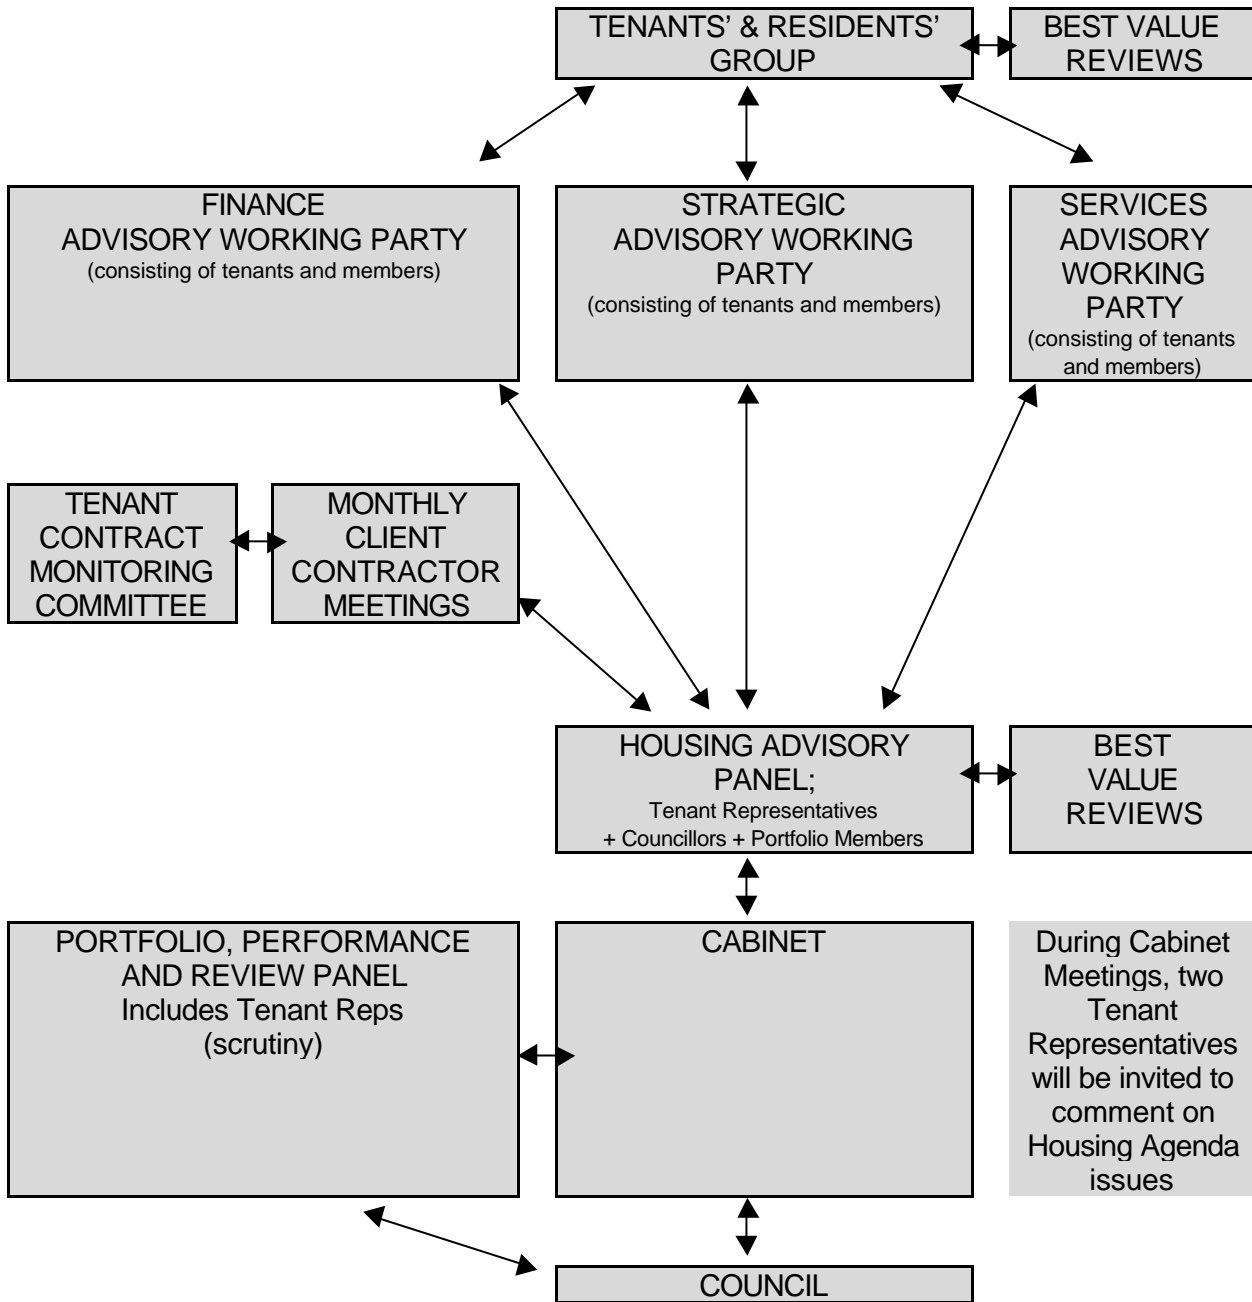 TENANTS’ & RESIDENTS’
GROUP
BEST VALUE
REVIEWS
FINANCE
ADVISORY WORKING PARTY
(consisting of tenants and members)
STRATEGIC
ADVISORY WORKING
PARTY
(consisting of tenants and members)
SERVICES
ADVISORY
WORKING
PARTY
(consisting of tenants
and members)
TENANT
CONTRACT
MONITORING
COMMITTEE
MONTHLY
CLIENT
CONTRACTOR
MEETINGS
HOUSING ADVISORY
PANEL;
Tenant Representatives
+ Councillors + Portfolio Members
BEST
VALUE
REVIEWS
PORTFOLIO, PERFORMANCE
AND REVIEW PANEL
Includes Tenant Reps
(scrutiny)
CABINET
During Cabinet
Meetings, two
Tenant
Representatives
will be invited to
comment on
Housing Agenda
issues
COUNCIL